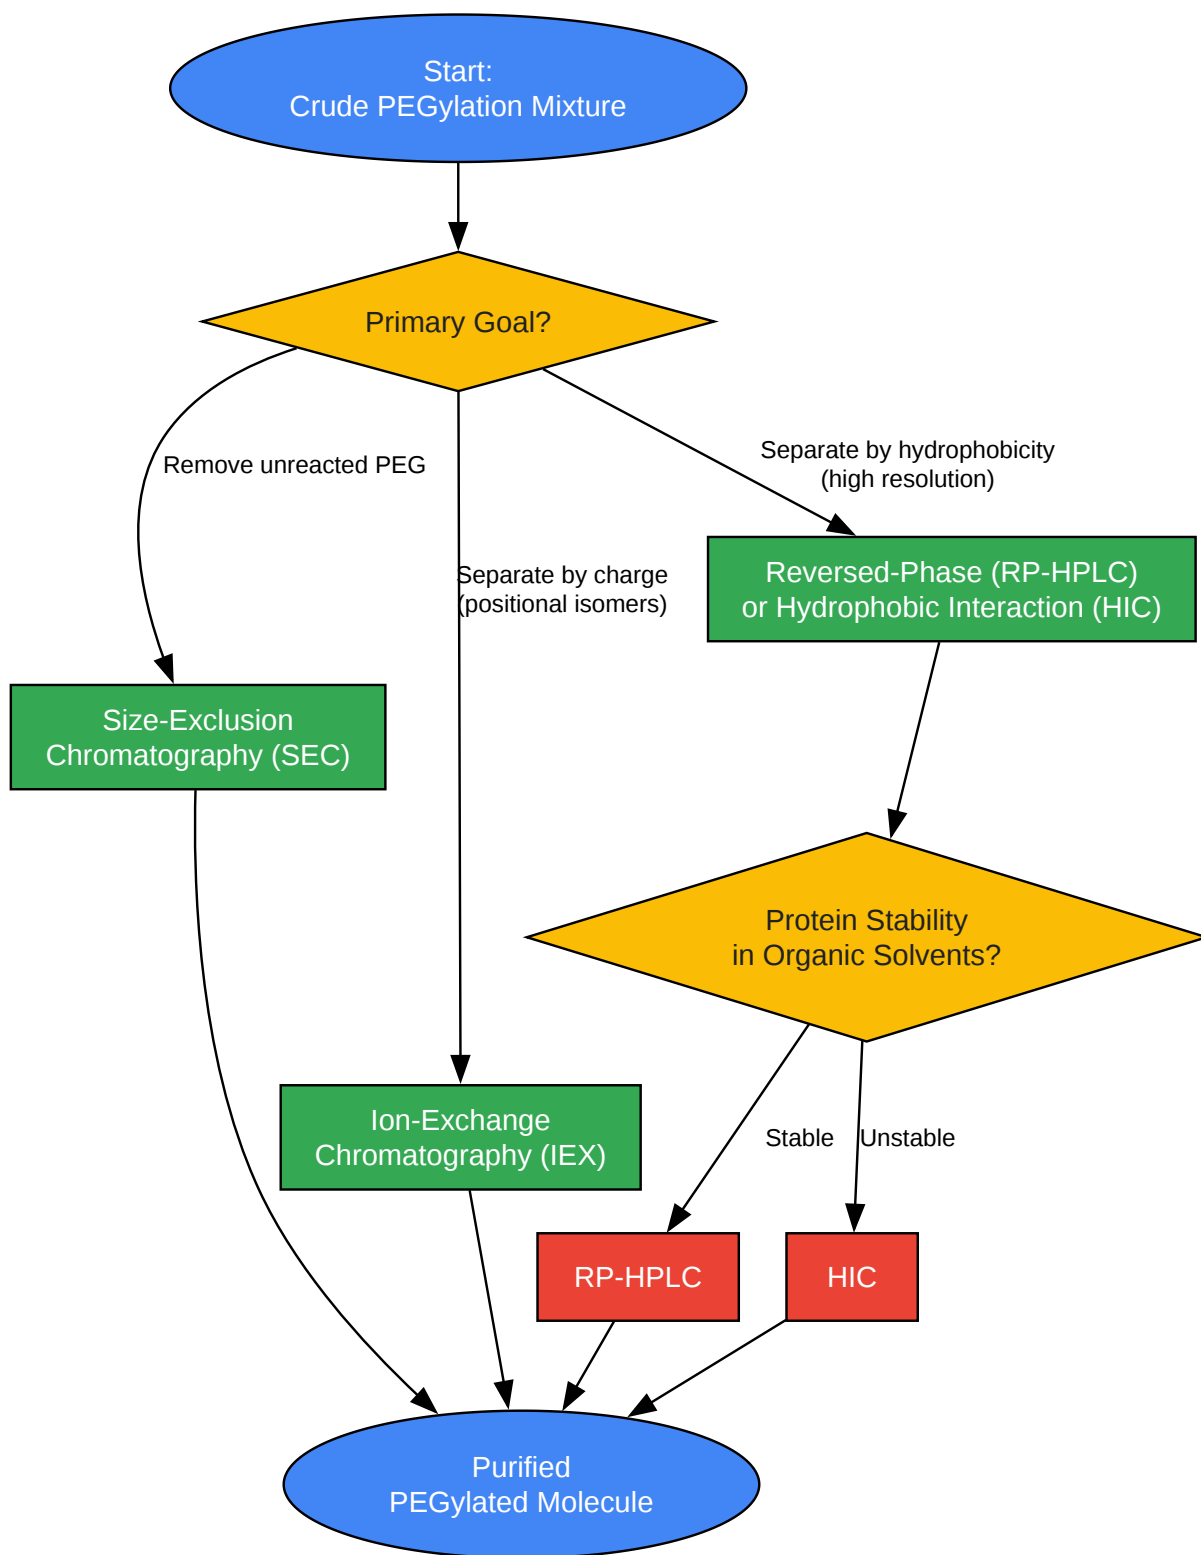 Start:
Crude PEGylation Mixture
Primary Goal?
Remove unreacted PEG
Separate by hydrophobicity
(high resolution)
Separate by charge
(positional isomers)
Reversed-Phase (RP-HPLC)
or Hydrophobic Interaction (HIC)
Size-Exclusion
Chromatography (SEC)
Protein Stability
in Organic Solvents?
Ion-Exchange
Chromatography (IEX)
Stable
Unstable
RP-HPLC
HIC
Purified
PEGylated Molecule